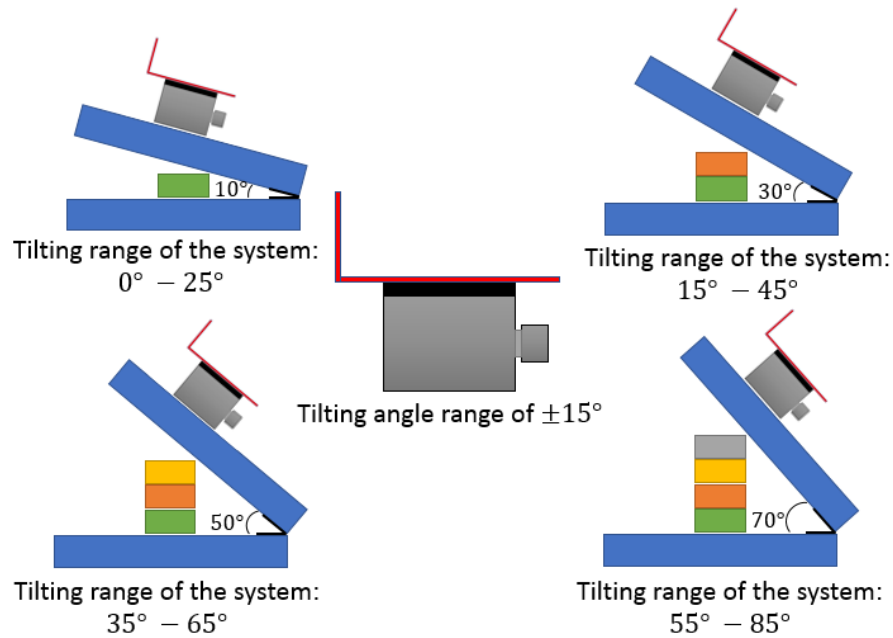 10°
Tilting range of the system:
0° – 25°
30°
Tilting range of the system:
15° – 45°
Tilting angle range of ±15°
50°
Tilting range of the system:
35° – 65°
70°
Tilting range of the system:
55° – 85°